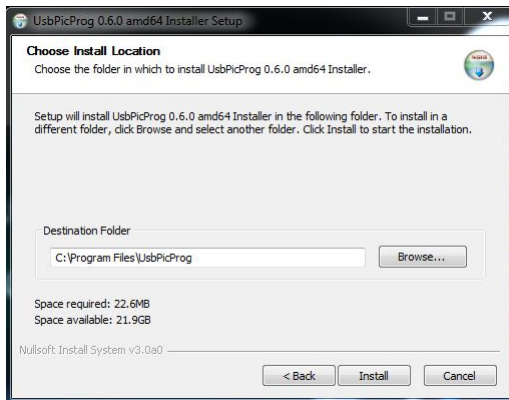 UsbPicProg 0.6.0 amd64 Installer Setup
Choose Install Location
Choose the folder in which to install UsbPicProg 0.6.0 amd64 Installer.
Setup will install UsbPicProg 0.6.0 amd64 Installer in the following folder. To install in a
different folder, click Browse and select another folder. Click Install to start the installation.
Destination Folder
C:\Program Files\UsbPicProg
Browse...
Space required: 22.6MB
Space available: 21.9GB
Nullsoft Install System v3.0a0
< Back Install Cancel